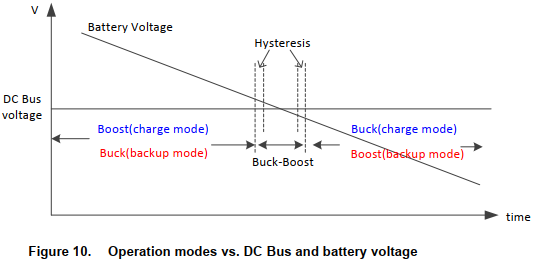 V
Battery Voltage
Hysteresis
DC Bus
voltage
Boost(charge mode)
Buck(charge mode)
Buck(backup mode)
Buck-Boost
Boost(backup mode)
time
Figure 10. Operation modes vs. DC Bus and battery voltage